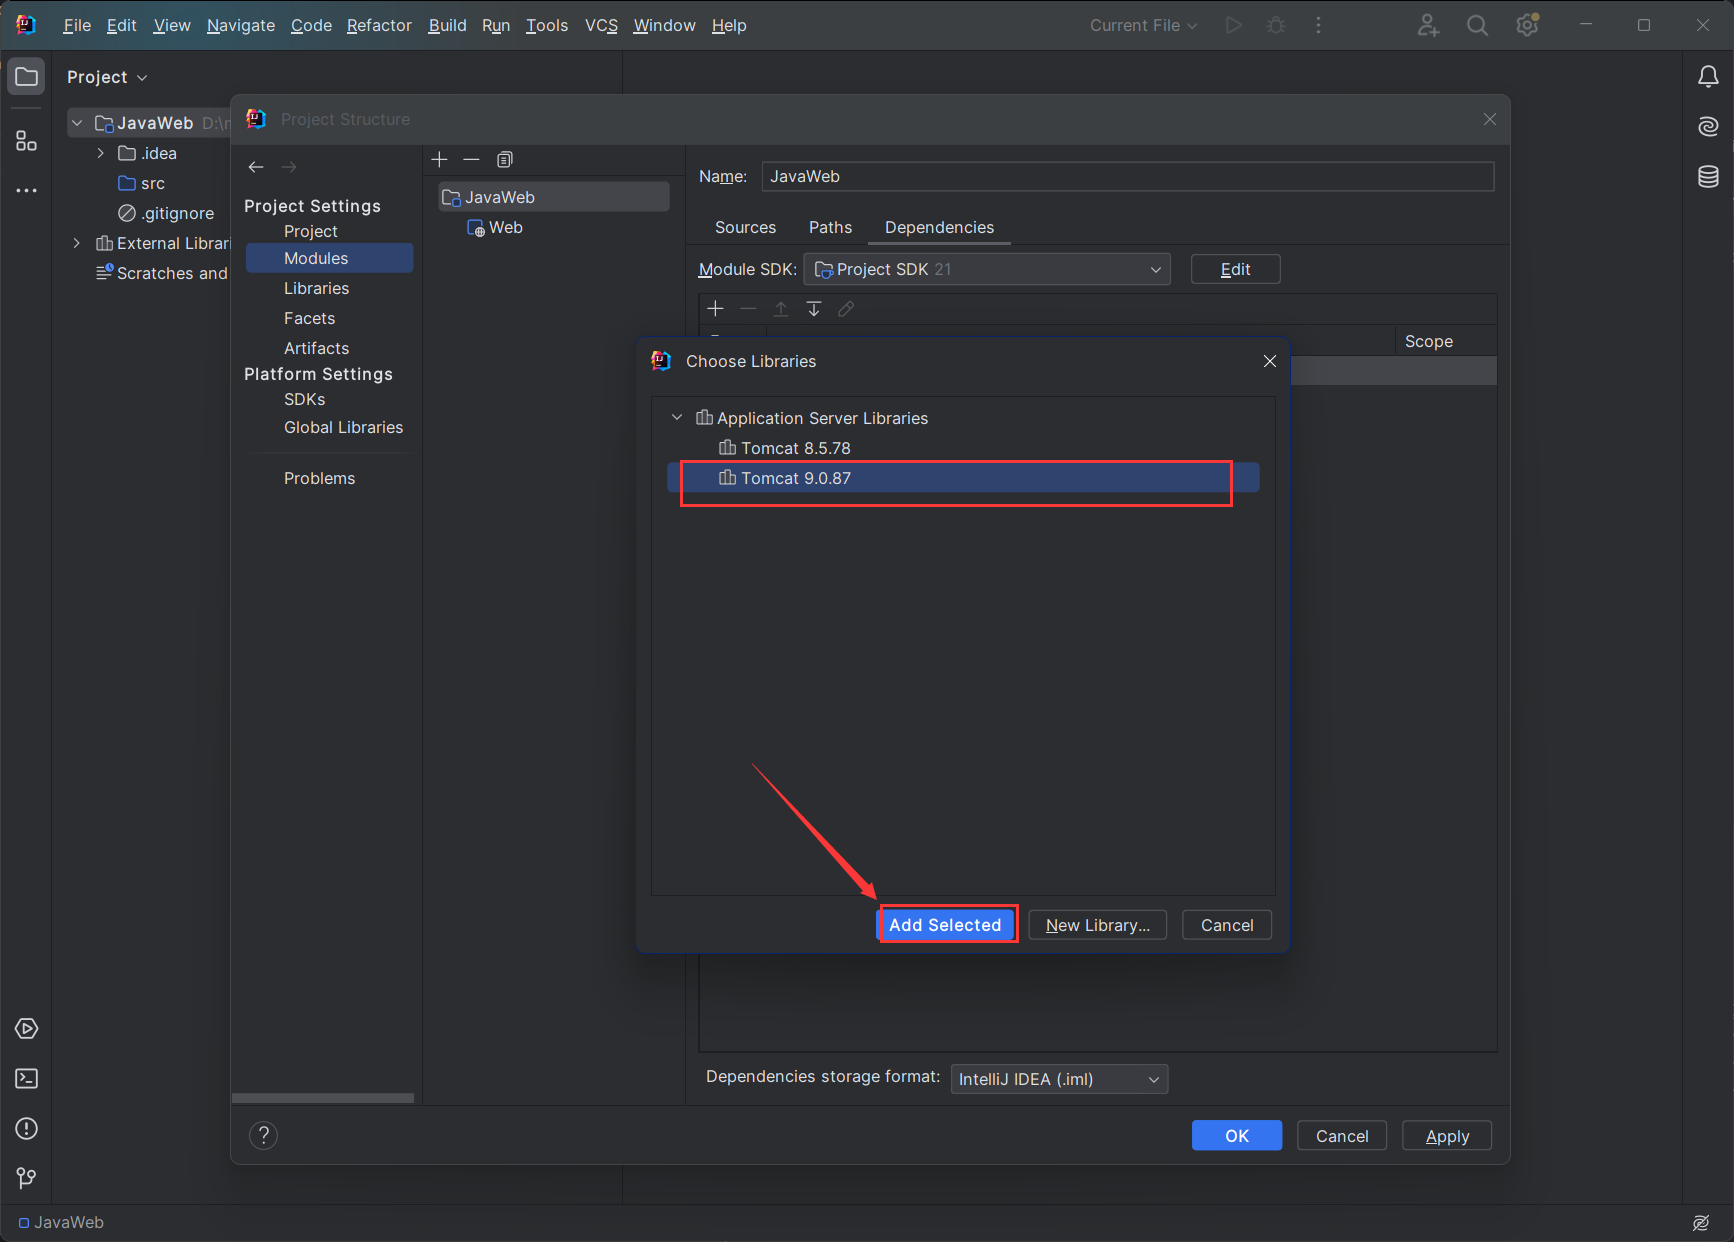 File Edit View Navigate Code Refactor Build Run Tools VCS Window Help Current File
Project
JavaWeb D:\
.idea
src
.gitignore
External Librari
Scratches and
Project Structure
Project Settings
Project
Modules
Libraries
Facets
Artifacts
Platform Settings
SDKs
Global Libraries
Problems
JavaWeb
Web
Name: JavaWeb
Sources Paths Dependencies
Module SDK: Project SDK 21 Edit
Scope
Choose Libraries
Application Server Libraries
Tomcat 8.5.78
Tomcat 9.0.87
Add Selected New Library... Cancel
Dependencies storage format: IntelliJ IDEA (.iml)
? OK Cancel Apply
JavaWeb